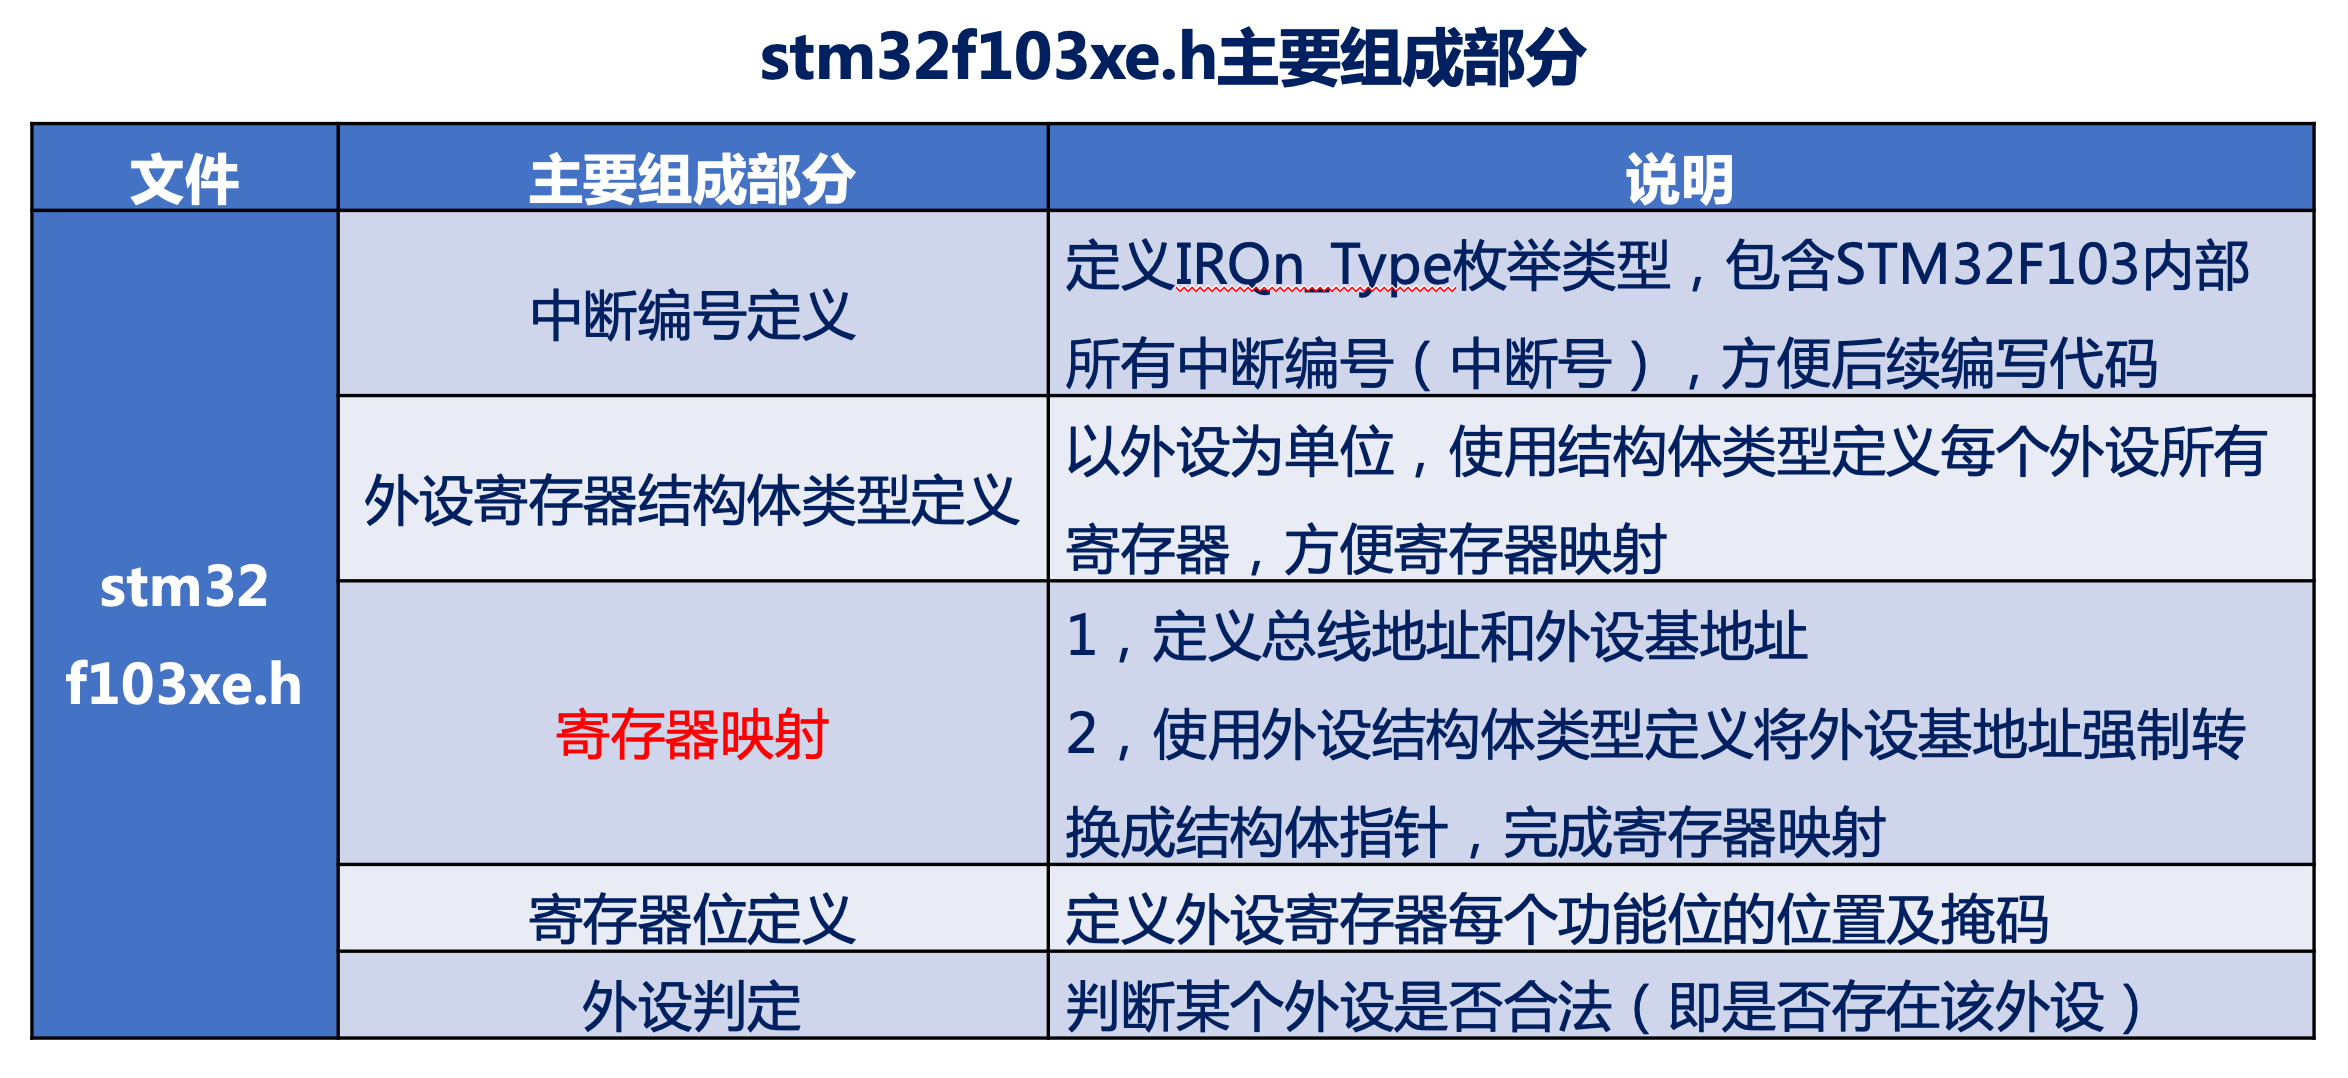 stm32f103xe.h主要组成部分
文件
主要组成部分
说明
stm32
f103xe.h
中断编号定义
定义IRQn_Type枚举类型，包含STM32F103内部
所有中断编号（中断号），方便后续编写代码
外设寄存器结构体类型定义
以外设为单位，使用结构体类型定义每个外设所有
寄存器，方便寄存器映射
寄存器映射
1，定义总线地址和外设基地址
2，使用外设结构体类型定义将外设基地址强制转
换成结构体指针，完成寄存器映射
寄存器位定义
定义外设寄存器每个功能位的位置及掩码
外设判定
判断某个外设是否合法（即是否存在该外设）